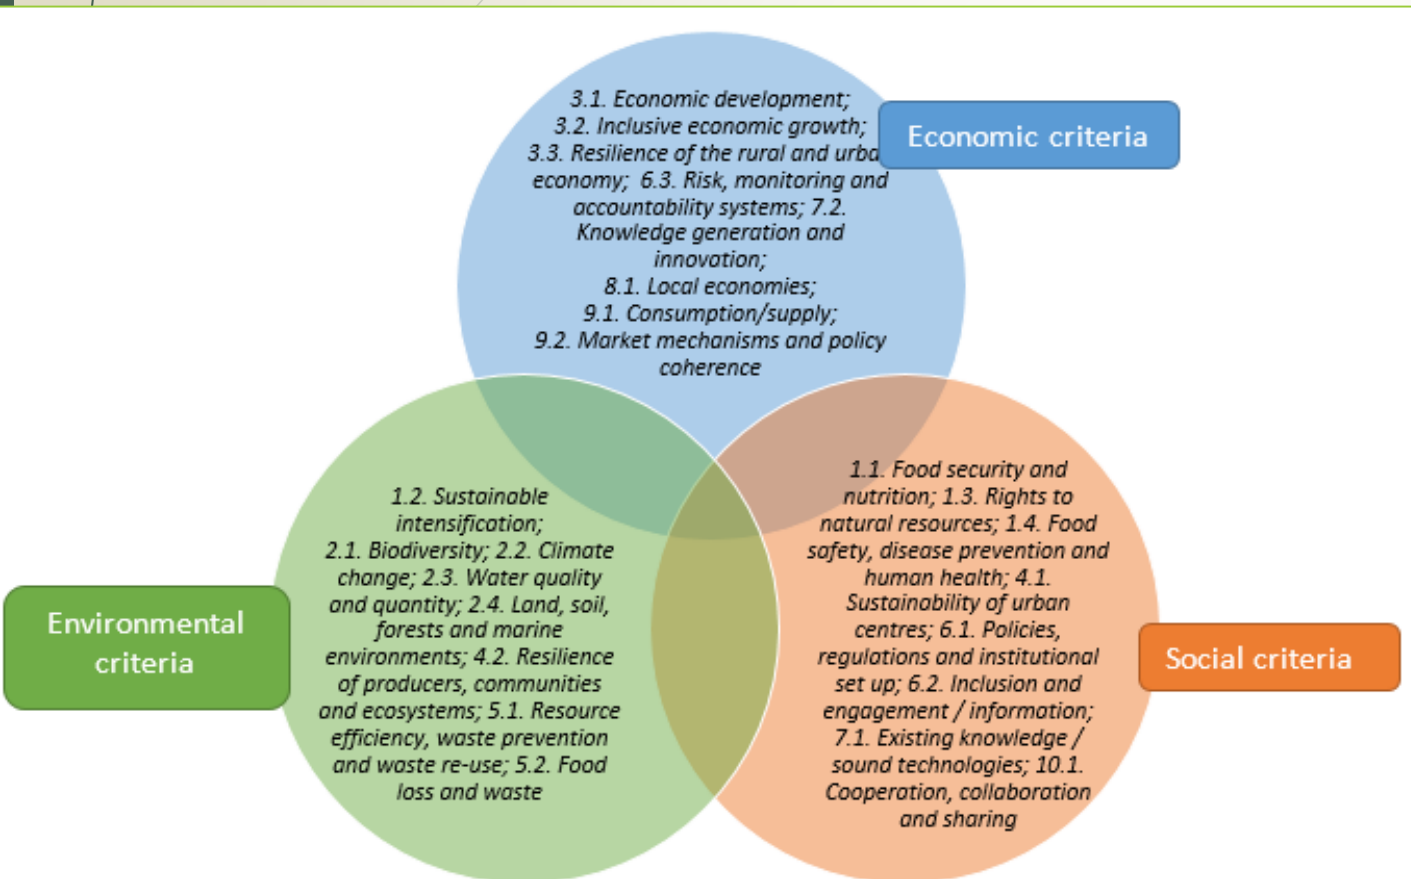 3.1. Economic development;
3.2. Inclusive economic growth;
3.3. Resilience of the rural and urba
economy;  6.3. Risk, monitoring and
accountability systems; 7.2.
Knowledge generation and
innovation;
8.1. Local economies;
9.1. Consumption/supply;
9.2. Market mechanisms and policy
coherence
Economic criteria
1.2. Sustainable
intensification;
2.1. Biodiversity; 2.2. Climate
change; 2.3. Water quality
and quantity; 2.4. Land, soil,
forests and marine
environments; 4.2. Resilience
of producers, communities
and ecosystems; 5.1. Resource
efficiency, waste prevention
and waste re-use; 5.2. Food
loss and waste
Environmental
criteria
1.1. Food security and
nutrition; 1.3. Rights to
natural resources; 1.4. Food
safety, disease prevention and
human health; 4.1.
Sustainability of urban
centres; 6.1. Policies,
regulations and institutional
set up; 6.2. Inclusion and
engagement / information;
7.1. Existing knowledge /
sound technologies; 10.1.
Cooperation, collaboration
and sharing
Social criteria